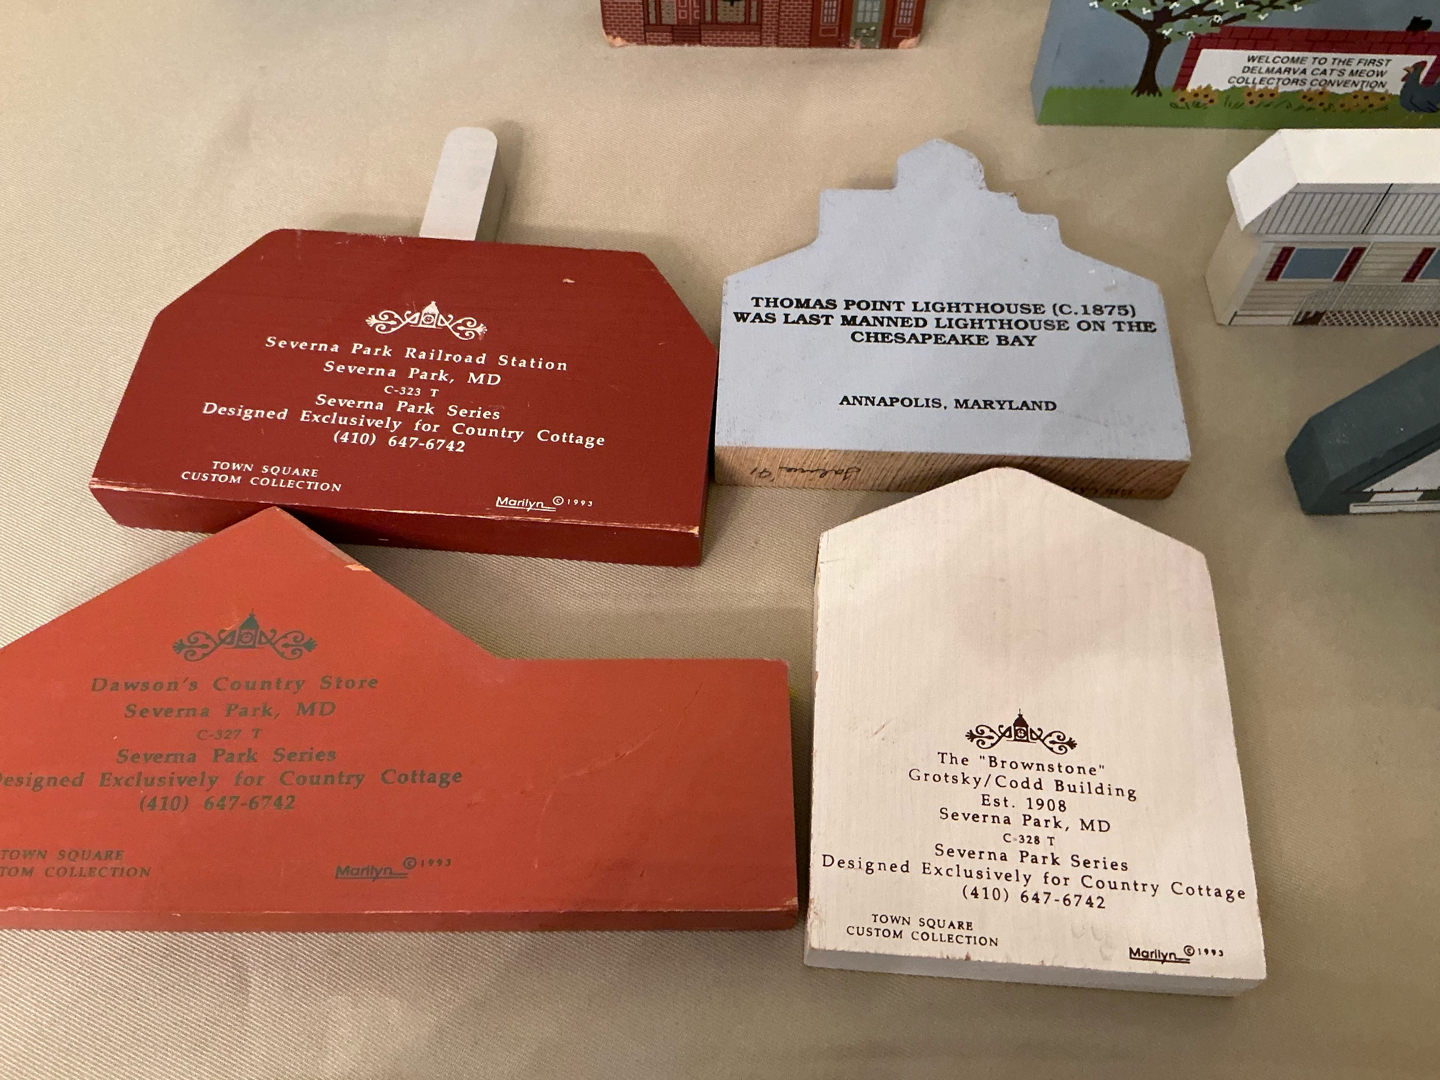 WELCOME TO THE FIRST
DELMARVA CAT'S MEOW
COLLECTORS CONVENTION
Severna Park Railroad Station
Severna Park, MD
C-323 T
Severna Park Series
Designed Exclusively for Country Cottage
(410) 647-6742
TOWN SQUARE
CUSTOM COLLECTION
Marilyn ©1993
THOMAS POINT LIGHTHOUSE (C.1875)
WAS LAST MANNED LIGHTHOUSE ON THE
CHESAPEAKE BAY
ANNAPOLIS, MARYLAND
Dawson's Country Store
Severna Park, MD
C-327 T
Severna Park Series
esigned Exclusively for Country Cottage
(410) 647-6742
TOWN SQUARE
TOM COLLECTION
Marilyn ©1993
The "Brownstone"
Grotsky/Codd Building
Est. 1908
Severna Park, MD
C-328 T
Severna Park Series
Designed Exclusively for Country Cottage
(410) 647-6742
TOWN SQUARE
CUSTOM COLLECTION
Marilyn ©1993